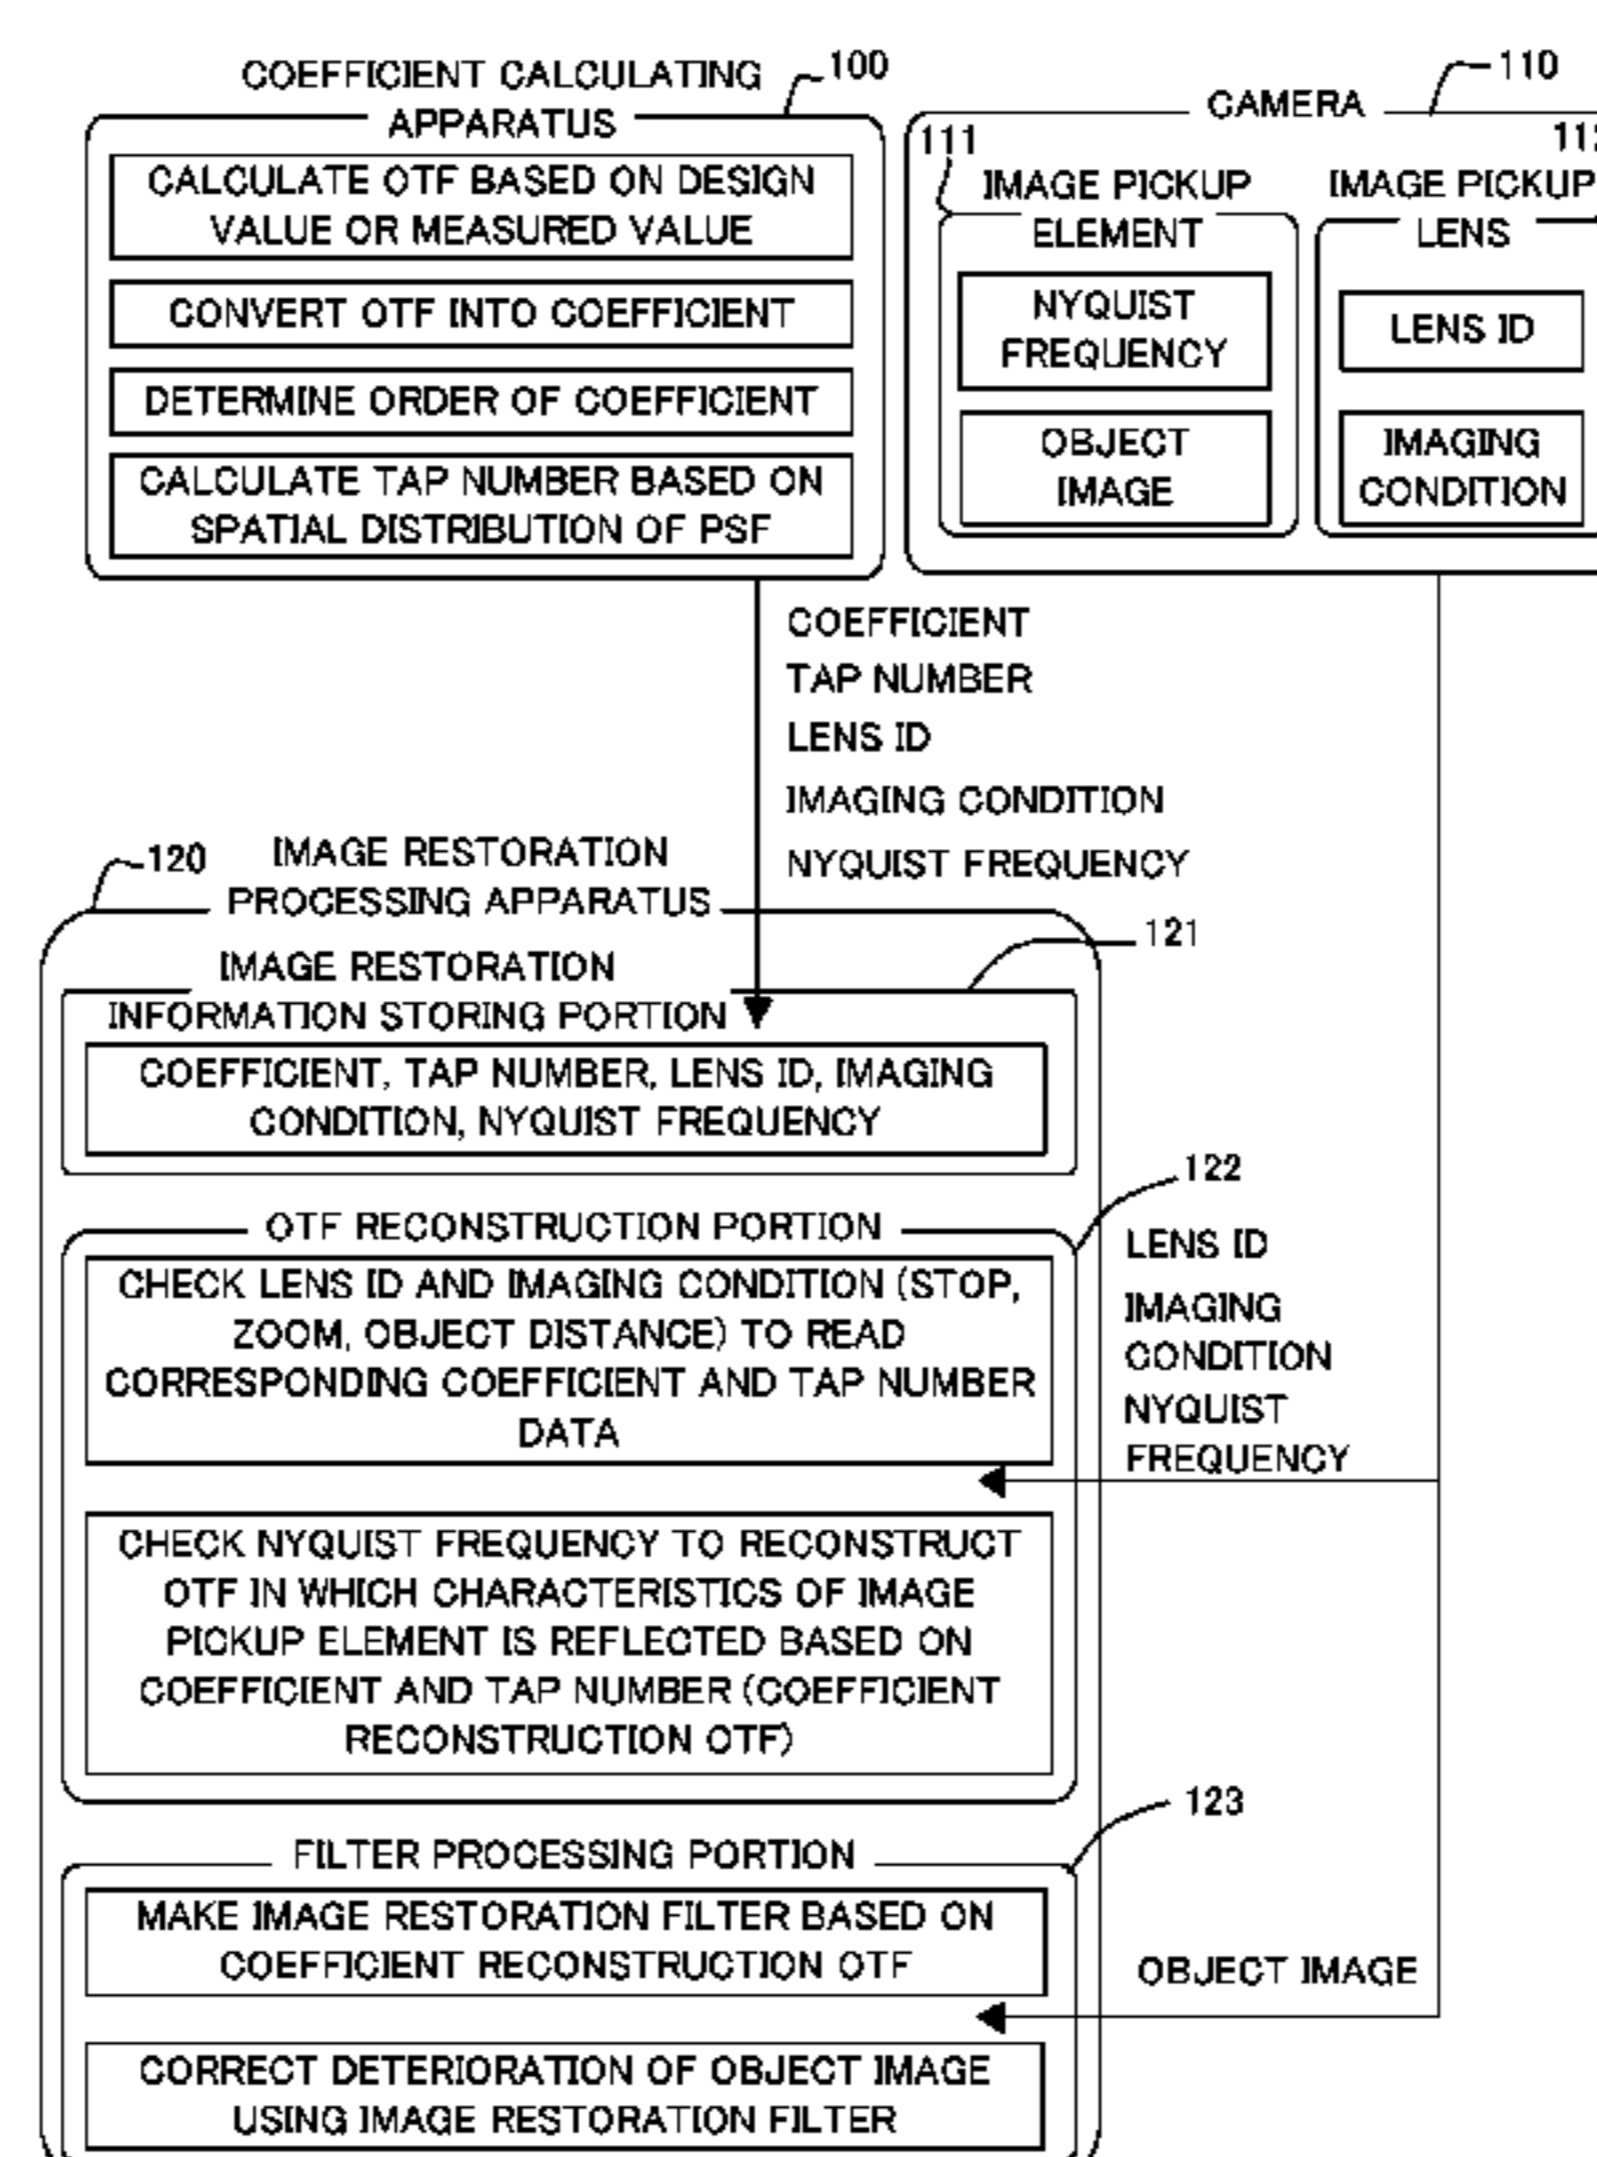 COEFFICIENT CALCULATING
APPARATUS
100
CALCULATE OTF BASED ON DESIGN
VALUE OR MEASURED VALUE
CONVERT OTF INTO COEFFICIENT
DETERMINE ORDER OF COEFFICIENT
CALCULATE TAP NUMBER BASED ON
SPATIAL DISTRIBUTION OF PSF
110
CAMERA
111
IMAGE PICKUP
ELEMENT
NYQUIST
FREQUENCY
OBJECT
IMAGE
IMAGE PICKUP
LENS
LENS ID
IMAGING
CONDITION
COEFFICIENT
TAP NUMBER
LENS ID
IMAGING CONDITION
NYQUIST FREQUENCY
120
IMAGE RESTORATION
PROCESSING APPARATUS
121
IMAGE RESTORATION
INFORMATION STORING PORTION
COEFFICIENT, TAP NUMBER, LENS ID, IMAGING
CONDITION, NYQUIST FREQUENCY
122
OTF RECONSTRUCTION PORTION
CHECK LENS ID AND IMAGING CONDITION (STOP,
ZOOM, OBJECT DISTANCE) TO READ
CORRESPONDING COEFFICIENT AND TAP NUMBER
DATA
LENS ID
IMAGING
CONDITION
NYQUIST
FREQUENCY
CHECK NYQUIST FREQUENCY TO RECONSTRUCT
OTF IN WHICH CHARACTERISTICS OF IMAGE
PICKUP ELEMENT IS REFLECTED BASED ON
COEFFICIENT AND TAP NUMBER (COEFFICIENT
RECONSTRUCTION OTF)
123
FILTER PROCESSING PORTION
MAKE IMAGE RESTORATION FILTER BASED ON
COEFFICIENT RECONSTRUCTION OTF
OBJECT IMAGE
CORRECT DETERIORATION OF OBJECT IMAGE
USING IMAGE RESTORATION FILTER